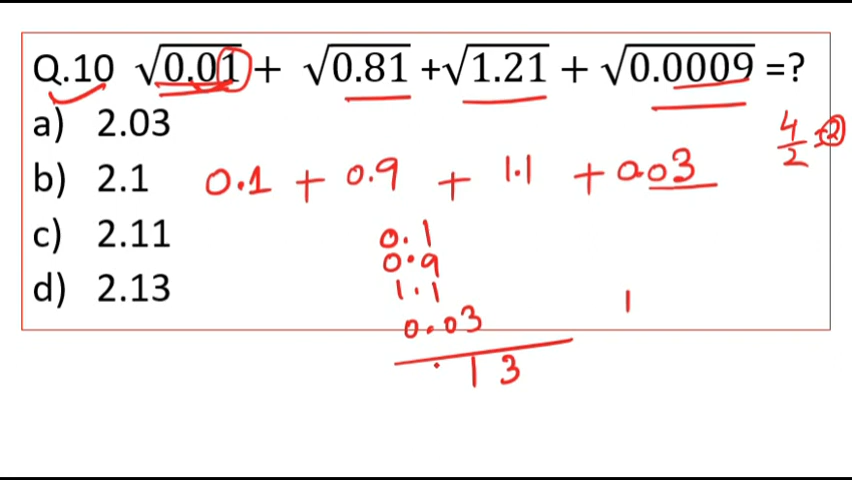 Q.10 √0.01 + √0.81 +√1.21 + √0.0009 =?
a) 2.03
4/2 =2
b) 2.1
0.1 + 0.9 + 1.1 + 0.03
c) 2.11
0.1
0.9
d) 2.13
1.1
1
0.03
.13